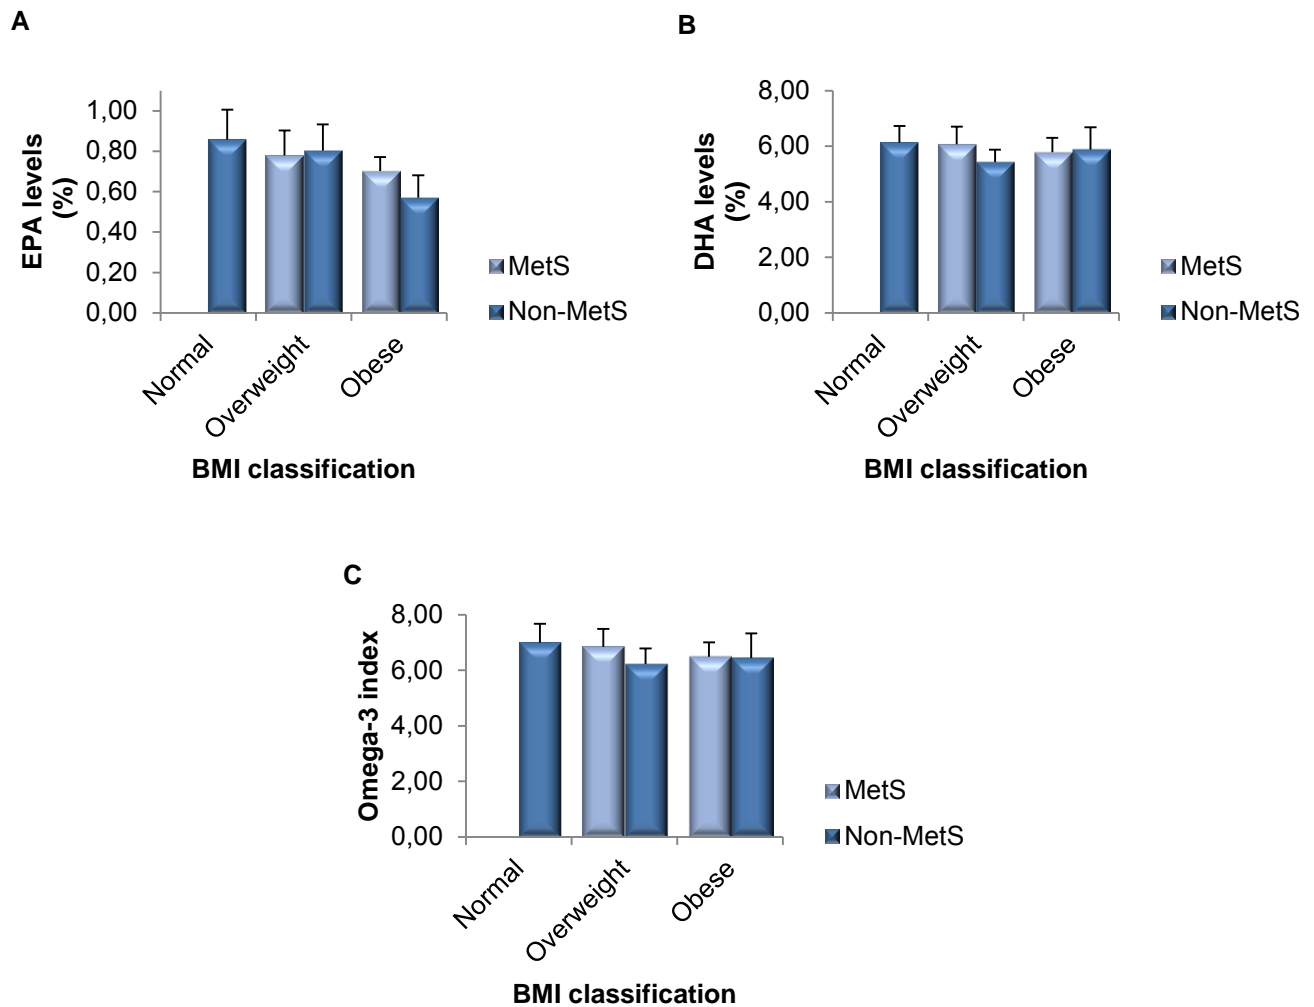 A
EPA levels
(%)
1,00
0,80
0,60
0,40
0,20
0,00
Normal
Overweight
Obese
BMI classification
MetS
Non-MetS
B
DHA levels
(%)
8,00
6,00
4,00
2,00
0,00
Normal
Overweight
Obese
BMI classification
MetS
Non-MetS
C
Omega-3 index
8,00
6,00
4,00
2,00
0,00
Normal
Overweight
Obese
BMI classification
MetS
Non-MetS